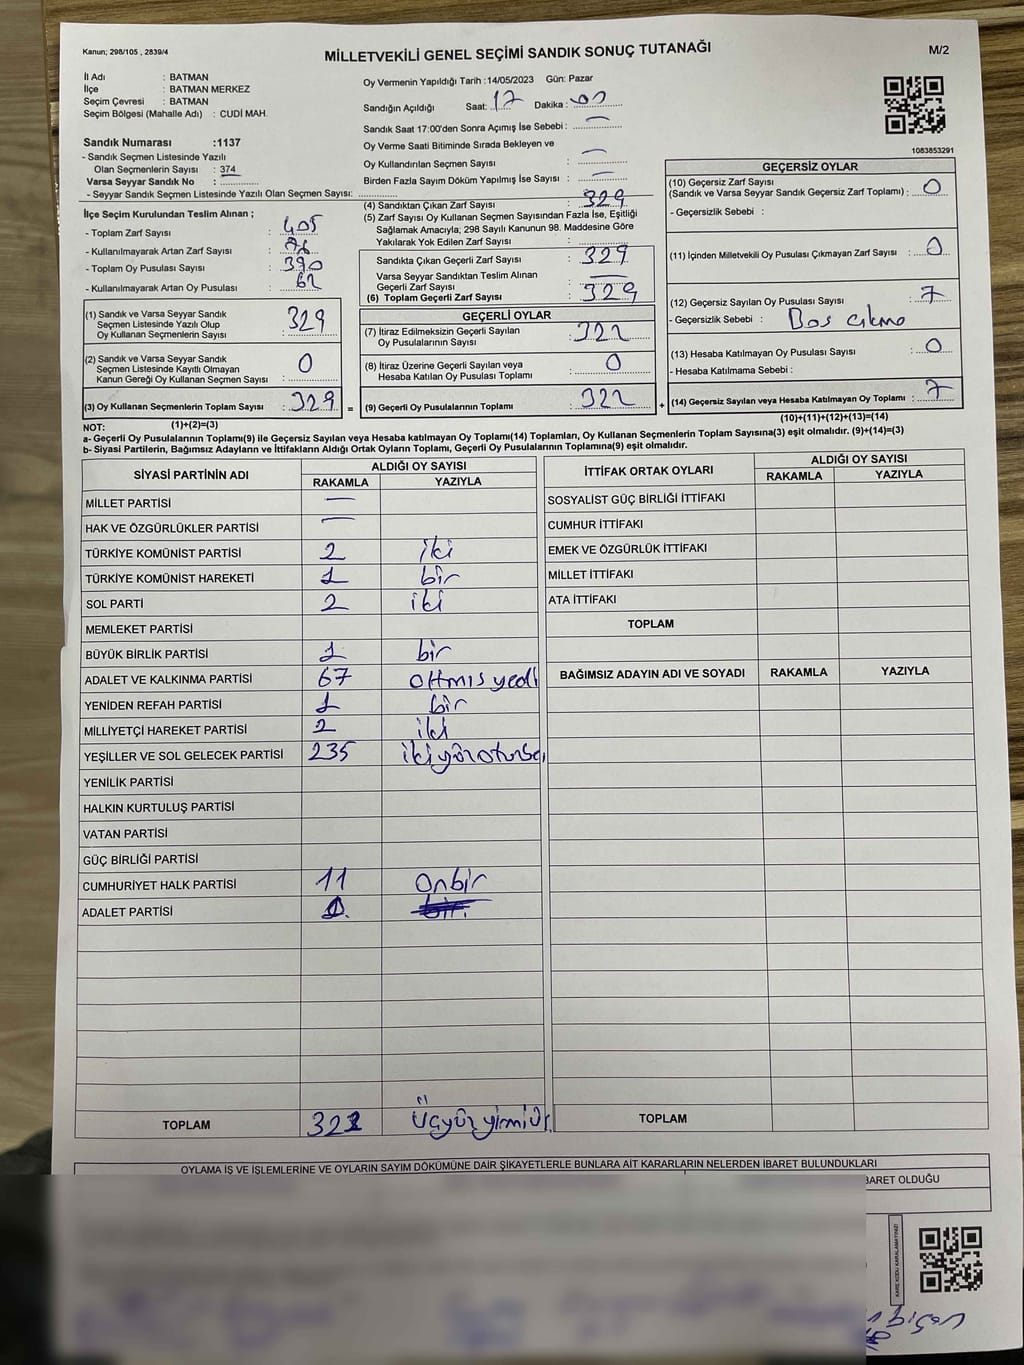 Kanun; 298/105 , 2839/4
MİLLETVEKİLİ GENEL SEÇİMİ SANDIK SONUÇ TUTANAĞI
M/2
İl Adı : BATMAN
İlçe : BATMAN MERKEZ
Seçim Çevresi : BATMAN
Seçim Bölgesi (Mahalle Adı) : CUDİ MAH.
Sandık Numarası :1137
- Sandık Seçmen Listesinde Yazılı
Olan Seçmenlerin Sayısı : 374
Varsa Seyyar Sandık No :
- Seyyar Sandık Seçmen Listesinde Yazılı Olan Seçmen Sayısı:
Oy Vermenin Yapıldığı Tarih :14/05/2023 Gün: Pazar
Sandığın Açıldığı Saat: 17 Dakika : 00
Sandık Saat 17:00'den Sonra Açımış İse Sebebi : —
Oy Verme Saati Bitiminde Sırada Bekleyen ve
Oy Kullandırılan Seçmen Sayısı : —
Birden Fazla Sayım Döküm Yapılmış İse Sayısı : —
1083853291
İlçe Seçim Kurulundan Teslim Alınan ;
- Toplam Zarf Sayısı : 405
- Kullanılmayarak Artan Zarf Sayısı : 76
- Toplam Oy Pusulası Sayısı : 390
- Kullanılmayarak Artan Oy Pusulası : 61
(1) Sandık ve Varsa Seyyar Sandık
Seçmen Listesinde Yazılı Olup
Oy Kullanan Seçmenlerin Sayısı : 329
(2) Sandık ve Varsa Seyyar Sandık
Seçmen Listesinde Kayıtlı Olmayan
Kanun Gereği Oy Kullanan Seçmen Sayısı : 0
(3) Oy Kullanan Seçmenlerin Toplam Sayısı : 329 =
(1)+(2)=(3)
(4) Sandıktan Çıkan Zarf Sayısı : 329
(5) Zarf Sayısı Oy Kullanan Seçmen Sayısından Fazla İse, Eşitliği
Sağlamak Amacıyla; 298 Sayılı Kanunun 98. Maddesine Göre
Yakılarak Yok Edilen Zarf Sayısı :
Sandıkta Çıkan Geçerli Zarf Sayısı : 329
Varsa Seyyar Sandıktan Teslim Alınan
Geçerli Zarf Sayısı : —
(6) Toplam Geçerli Zarf Sayısı : 329
GEÇERLİ OYLAR
(7) İtiraz Edilmeksizin Geçerli Sayılan
Oy Pusulalarının Sayısı : 322
(8) İtiraz Üzerine Geçerli Sayılan veya
Hesaba Katılan Oy Pusulası Toplamı : 0
(9) Geçerli Oy Pusulalarının Toplamı : 322 +
GEÇERSİZ OYLAR
(10) Geçersiz Zarf Sayısı
(Sandık ve Varsa Seyyar Sandık Geçersiz Zarf Toplamı) : 0
- Geçersizlik Sebebi :
(11) İçinden Milletvekili Oy Pusulası Çıkmayan Zarf Sayısı : 0
(12) Geçersiz Sayılan Oy Pusulası Sayısı : 7
- Geçersizlik Sebebi : Bos çıkma
(13) Hesaba Katılmayan Oy Pusulası Sayısı : 0
- Hesaba Katılmama Sebebi :
(14) Geçersiz Sayılan veya Hesaba Katılmayan Oy Toplamı : 7
(10)+(11)+(12)+(13)=(14)
NOT:
a- Geçerli Oy Pusulalarının Toplamı(9) ile Geçersiz Sayılan veya Hesaba katılmayan Oy Toplamı(14) Toplamları, Oy Kullanan Seçmenlerin Toplam Sayısına(3) eşit olmalıdır. (9)+(14)=(3)
b- Siyasi Partilerin, Bağımsız Adayların ve İttifakların Aldığı Ortak Oyların Toplamı, Geçerli Oy Pusulalarının Toplamına(9) eşit olmalıdır.
SİYASİ PARTİNİN ADI ALDIĞI OY SAYISI
RAKAMLA YAZIYLA
MİLLET PARTİSİ —
HAK VE ÖZGÜRLÜKLER PARTİSİ —
TÜRKİYE KOMÜNİST PARTİSİ 2 iki
TÜRKİYE KOMÜNİST HAREKETİ 1 bir
SOL PARTİ 2 iki
MEMLEKET PARTİSİ
BÜYÜK BİRLİK PARTİSİ 1 bir
ADALET VE KALKINMA PARTİSİ 67 altmıs yedi
YENİDEN REFAH PARTİSİ 1 bir
MİLLİYETÇİ HAREKET PARTİSİ 2 iki
YEŞİLLER VE SOL GELECEK PARTİSİ 235
YENİLİK PARTİSİ
HALKIN KURTULUŞ PARTİSİ
VATAN PARTİSİ
GÜÇ BİRLİĞİ PARTİSİ
CUMHURİYET HALK PARTİSİ 11 Onbir
ADALET PARTİSİ
TOPLAM 322
İTTİFAK ORTAK OYLARI ALDIĞI OY SAYISI
RAKAMLA YAZIYLA
SOSYALİST GÜÇ BİRLİĞİ İTTİFAKI
CUMHUR İTTİFAKI
EMEK VE ÖZGÜRLÜK İTTİFAKI
MİLLET İTTİFAKI
ATA İTTİFAKI
TOPLAM
BAĞIMSIZ ADAYIN ADI VE SOYADI RAKAMLA YAZIYLA
TOPLAM
OYLAMA İŞ VE İŞLEMLERİNE VE OYLARIN SAYIM DÖKÜMÜNE DAİR ŞİKAYETLERLE BUNLARA AİT KARARLARIN NELERDEN İBARET BULUNDUKLARI
BARET OLDUĞU
KARE KODU KARALAMAYINIZ!